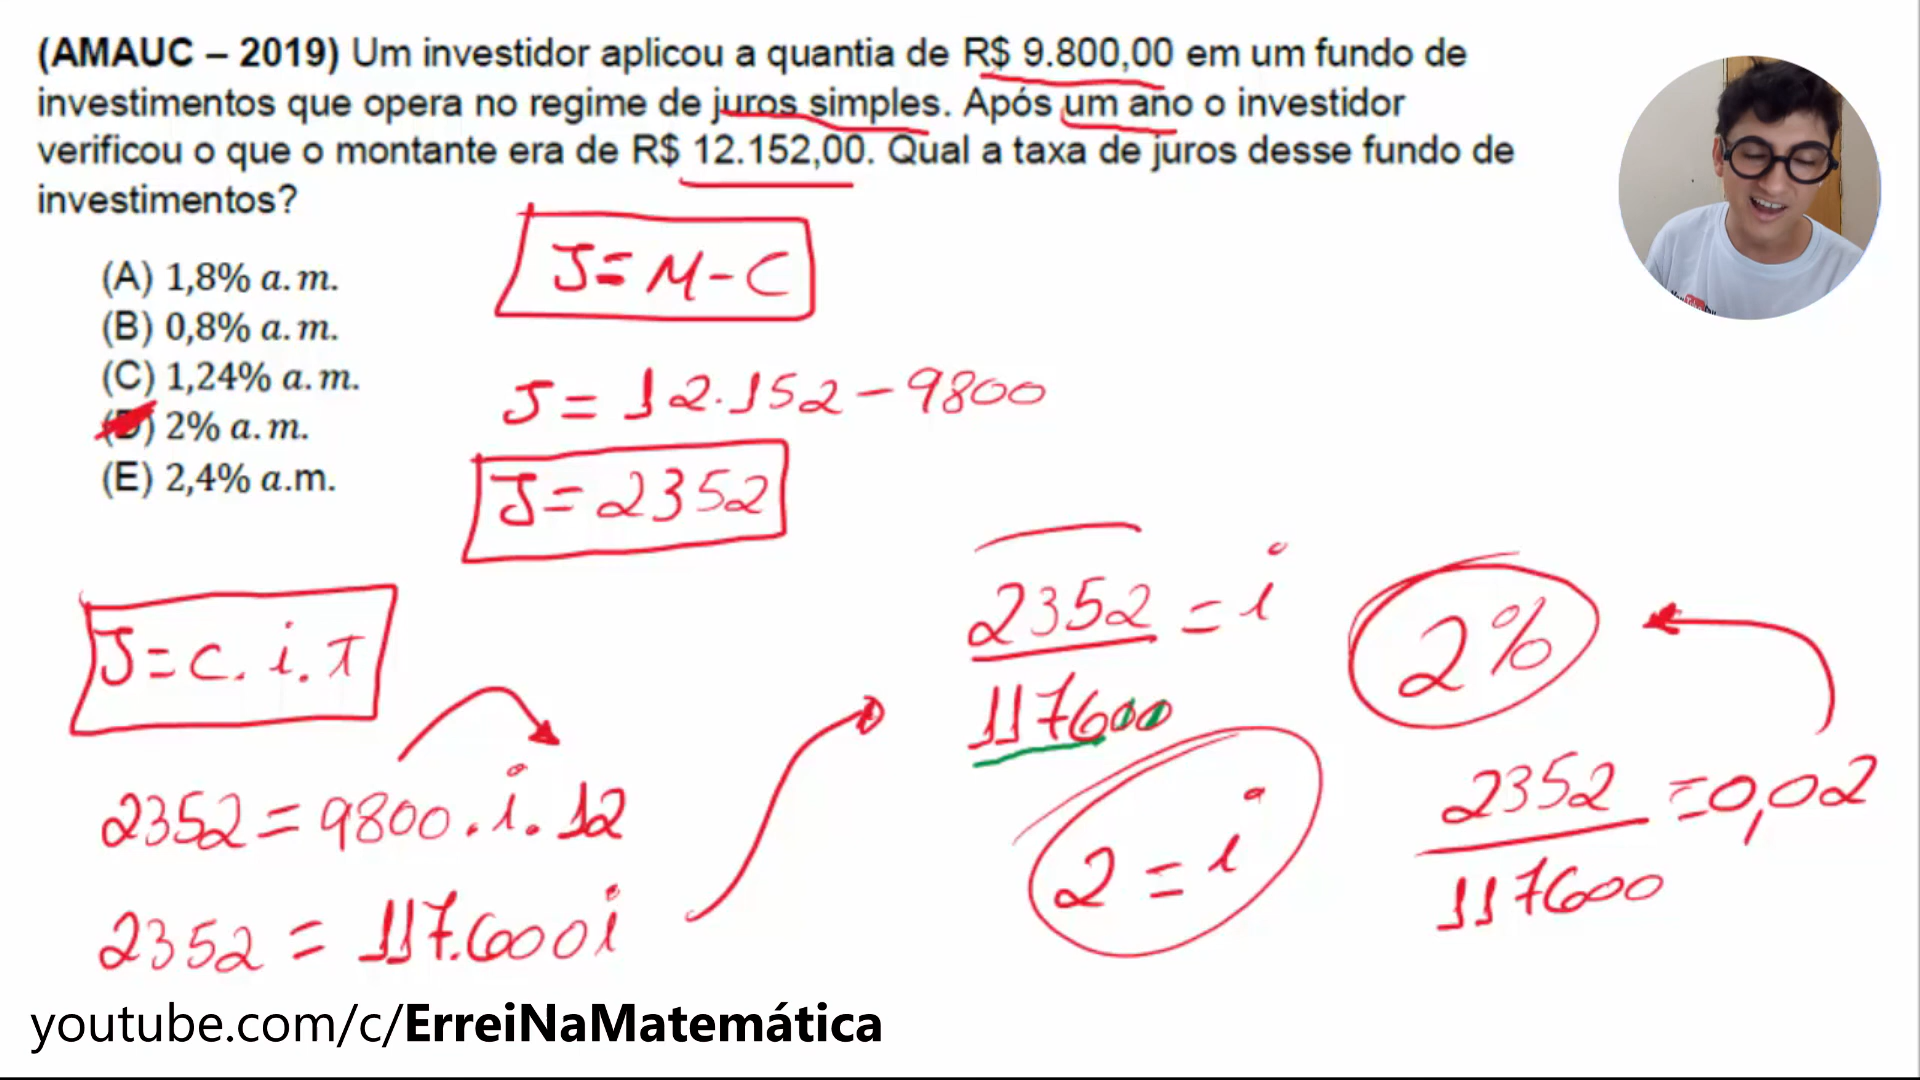 (AMAUC – 2019) Um investidor aplicou a quantia de R$ 9.800,00 em um fundo de
investimentos que opera no regime de juros simples. Após um ano o investidor
verificou o que o montante era de R$ 12.152,00. Qual a taxa de juros desse fundo de
investimentos?
(A) 1,8% a.m.
(B) 0,8% a.m.
(C) 1,24% a.m.
(D) 2% a.m.
(E) 2,4% a.m.
J = M - C
J = 12.152 - 9800
J = 2352
J = C. i. T
2352 = 9800 . i . 12
2352 = 117.600 i
2352 = i
117600
2 = i
2%
2352 = 0,02
117600
youtube.com/c/ErreiNaMatemática